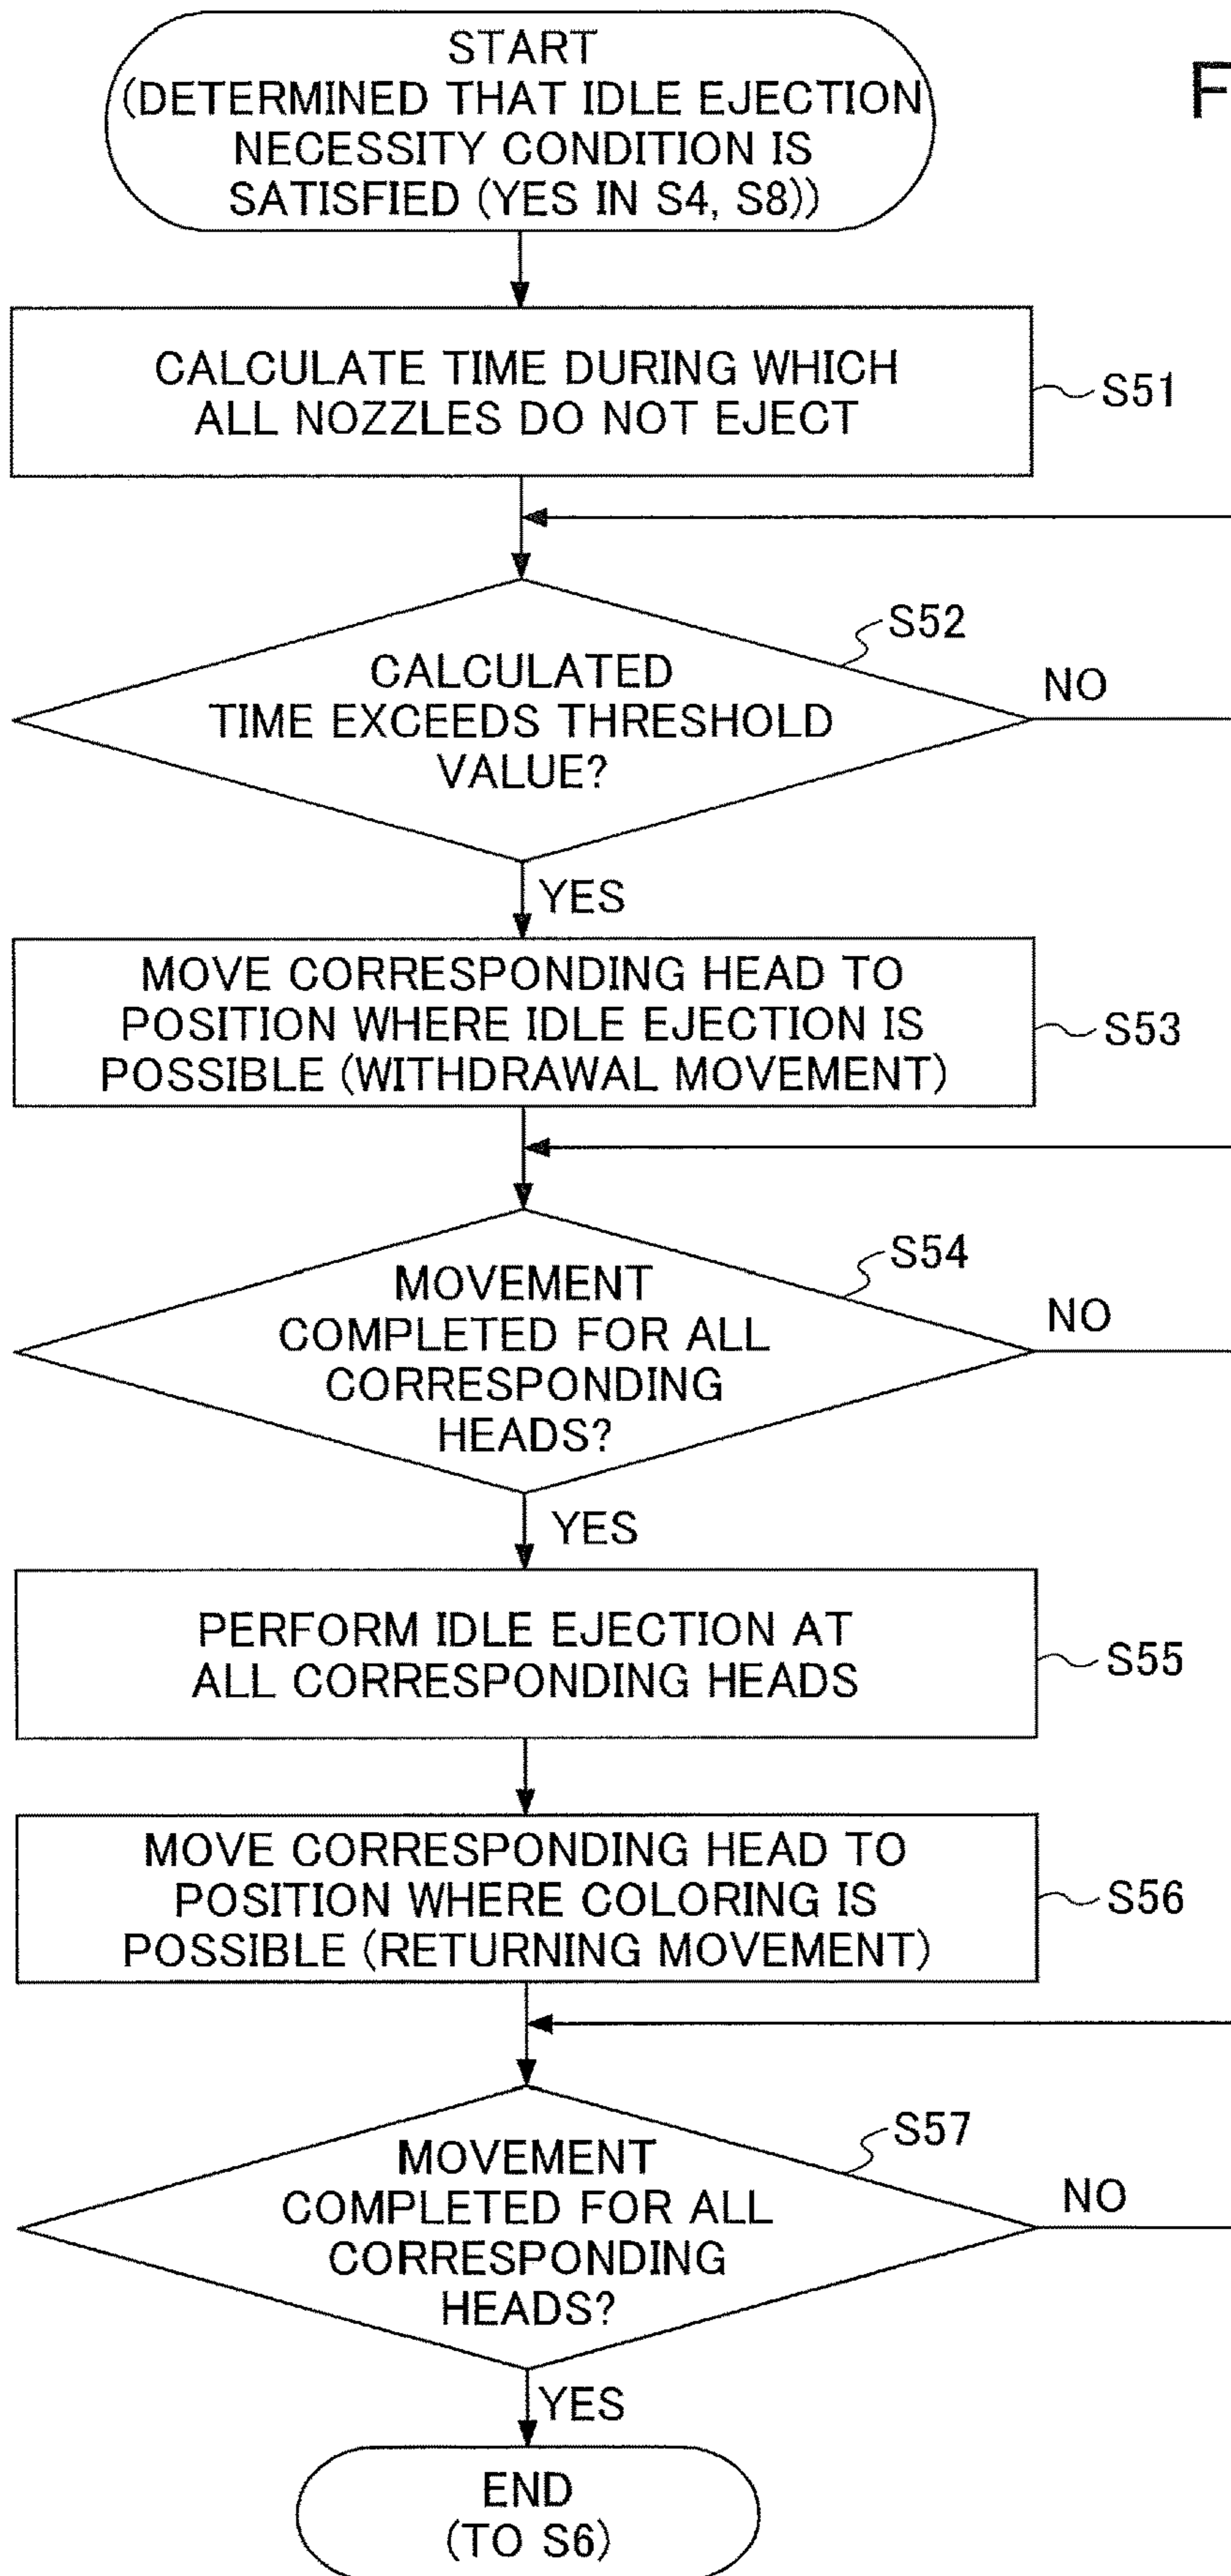 F
START
(DETERMINED THAT IDLE EJECTION
NECESSITY CONDITION IS
SATISFIED (YES IN S4, S8))
CALCULATE TIME DURING WHICH
ALL NOZZLES DO NOT EJECT
S51
S52
CALCULATED
TIME EXCEEDS THRESHOLD
VALUE?
NO
YES
MOVE CORRESPONDING HEAD TO
POSITION WHERE IDLE EJECTION IS
POSSIBLE (WITHDRAWAL MOVEMENT)
S53
S54
MOVEMENT
COMPLETED FOR ALL
CORRESPONDING
HEADS?
NO
YES
PERFORM IDLE EJECTION AT
ALL CORRESPONDING HEADS
S55
MOVE CORRESPONDING HEAD TO
POSITION WHERE COLORING IS
POSSIBLE (RETURNING MOVEMENT)
S56
S57
MOVEMENT
COMPLETED FOR ALL
CORRESPONDING
HEADS?
NO
YES
END
(TO S6)